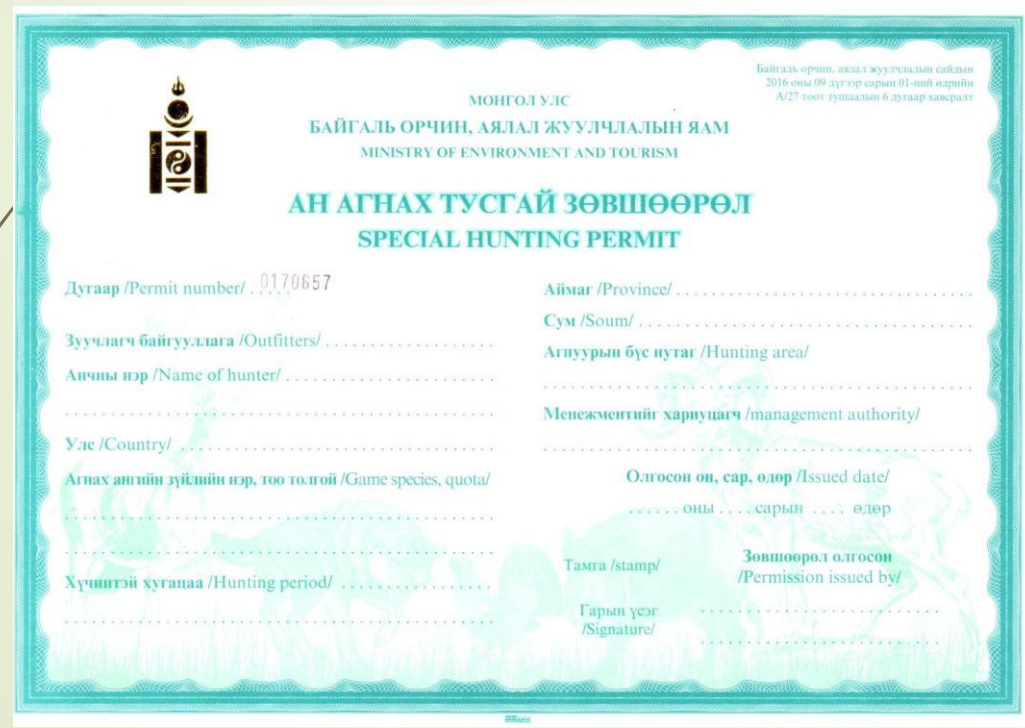 Байгаль орчин, аялал жуулчлалын сайдын
2016 оны 09 дүгээр сарын 01-ний өдрийн
А/27 тоот тушаалын 6 дугаар хавсралт
МОНГОЛ УЛС
БАЙГАЛЬ ОРЧИН, АЯЛАЛ ЖУУЛЧЛАЛЫН ЯАМ
MINISTRY OF ENVIRONMENT AND TOURISM
АН АГНАХ ТУСГАЙ ЗӨВШӨӨРӨЛ
SPECIAL HUNTING PERMIT
Дугаар /Permit number/ ..... 0170657
Зуучлагч байгууллага /Outfitters/ ...................
Анчны нэр /Name of hunter/ .......................
Улс /Country/ ...................................
Агнах ангийн зүйлийн нэр, тоо толгой /Game species, quota/
Хүчинтэй хугацаа /Hunting period/ .................
Аймаг /Province/ .................................
Сум /Soum/ .....................................
Агнуурын бүс нутаг /Hunting area/
Менежментийг хариуцагч /management authority/
Олгосон он, сар, өдөр /Issued date/
...... оны .... сарын .... өдөр
Тамга /stamp/
Зөвшөөрөл олгосон
/Permission issued by/
Гарын үсэг
/Signature/